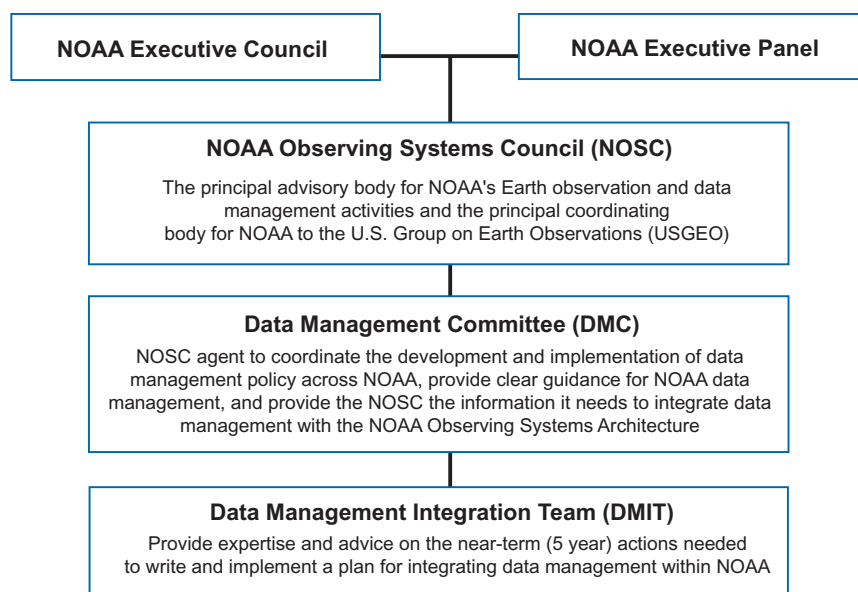 NOAA Executive Council
NOAA Executive Panel
NOAA Observing Systems Council (NOSC)
The principal advisory body for NOAA's Earth observation and data
management activities and the principal coordinating
body for NOAA to the U.S. Group on Earth Observations (USGEO)
Data Management Committee (DMC)
NOSC agent to coordinate the development and implementation of data
management policy across NOAA, provide clear guidance for NOAA data
management, and provide the NOSC the information it needs to integrate data
management with the NOAA Observing Systems Architecture
Data Management Integration Team (DMIT)
Provide expertise and advice on the near-term (5 year) actions needed
to write and implement a plan for integrating data management within NOAA